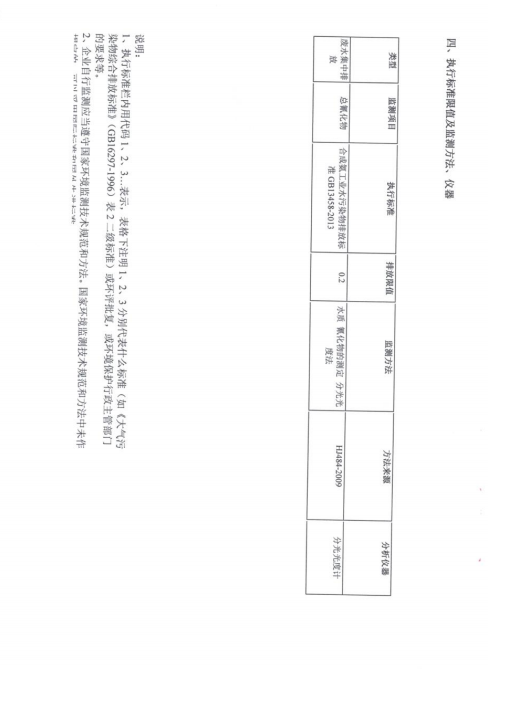 四、执行标准限值及监测方法、仪器
类型 监测项目 执行标准 排放限值 监测方法 方法来源 分析仪器
废水集中排放 总氰化物 合成氨工业水污染物排放标准 GB13458-2013 0.2 水质 氰化物的测定 分光光度法 HJ484-2009 分光光度计
说明:
1、执行标准栏内用代码 1、2、3…表示，表格下注明 1、2、3 分别代表什么标准（如《大气污
染物综合排放标准》（GB16297-1996）表 2 二级标准）或环评批复，或环境保护行政主管部门
的要求等。
2、企业自行监测应当遵守国家环境监测技术规范和方法。国家环境监测技术规范和方法中未作